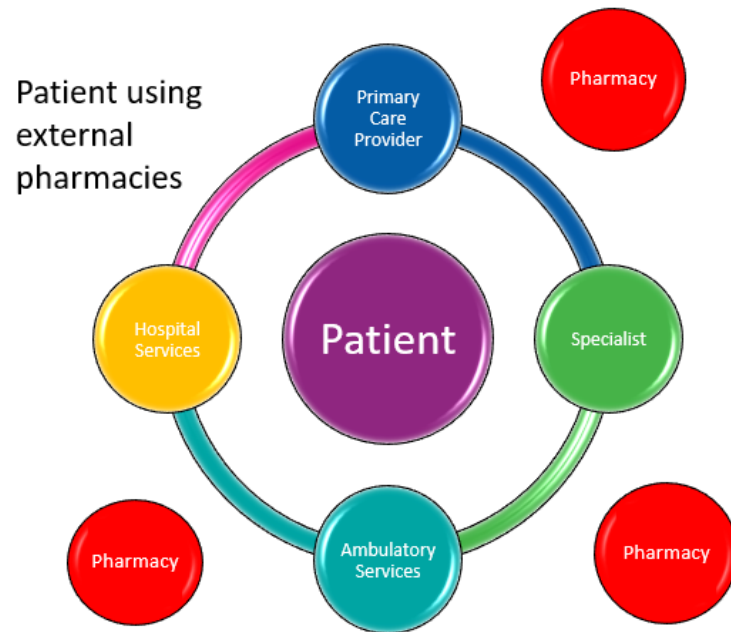 Patient using
external
pharmacies
Primary
Care
Provider
Pharmacy
Hospital
Services
Patient
Specialist
Pharmacy
Ambulatory
Services
Pharmacy